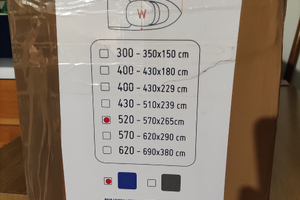 W
300 – 350x150 cm
400 – 430x180 cm
400 – 430x229 cm
430 – 510x239 cm
520 – 570x265cm
570 – 620x290 cm
620 – 690x380 cm